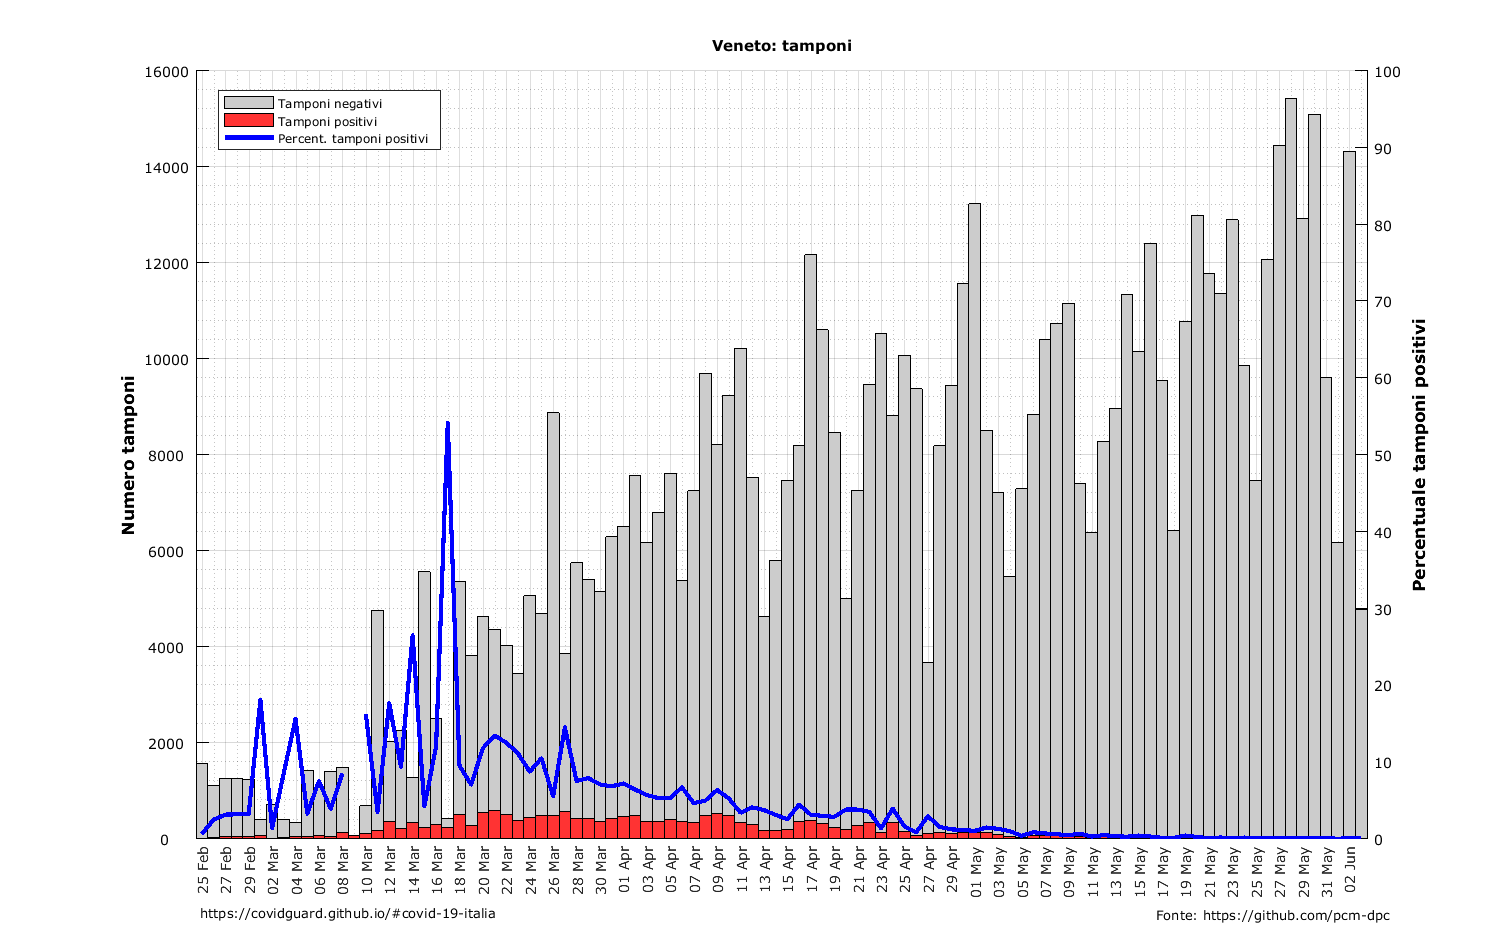 Veneto: tamponi
Tamponi negativi
Tamponi positivi
Percent. tamponi positivi
Numero tamponi
16000
14000
12000
10000
8000
6000
4000
2000
0
Percentuale tamponi positivi
100
90
80
70
60
50
40
30
20
10
0
25 Feb
27 Feb
29 Feb
02 Mar
04 Mar
06 Mar
08 Mar
10 Mar
12 Mar
14 Mar
16 Mar
18 Mar
20 Mar
22 Mar
24 Mar
26 Mar
28 Mar
30 Mar
01 Apr
03 Apr
05 Apr
07 Apr
09 Apr
11 Apr
13 Apr
15 Apr
17 Apr
19 Apr
21 Apr
23 Apr
25 Apr
27 Apr
29 Apr
01 May
03 May
05 May
07 May
09 May
11 May
13 May
15 May
17 May
19 May
21 May
23 May
25 May
27 May
29 May
31 May
02 Jun
https://covidguard.github.io/#covid-19-italia
Fonte: https://github.com/pcm-dpc